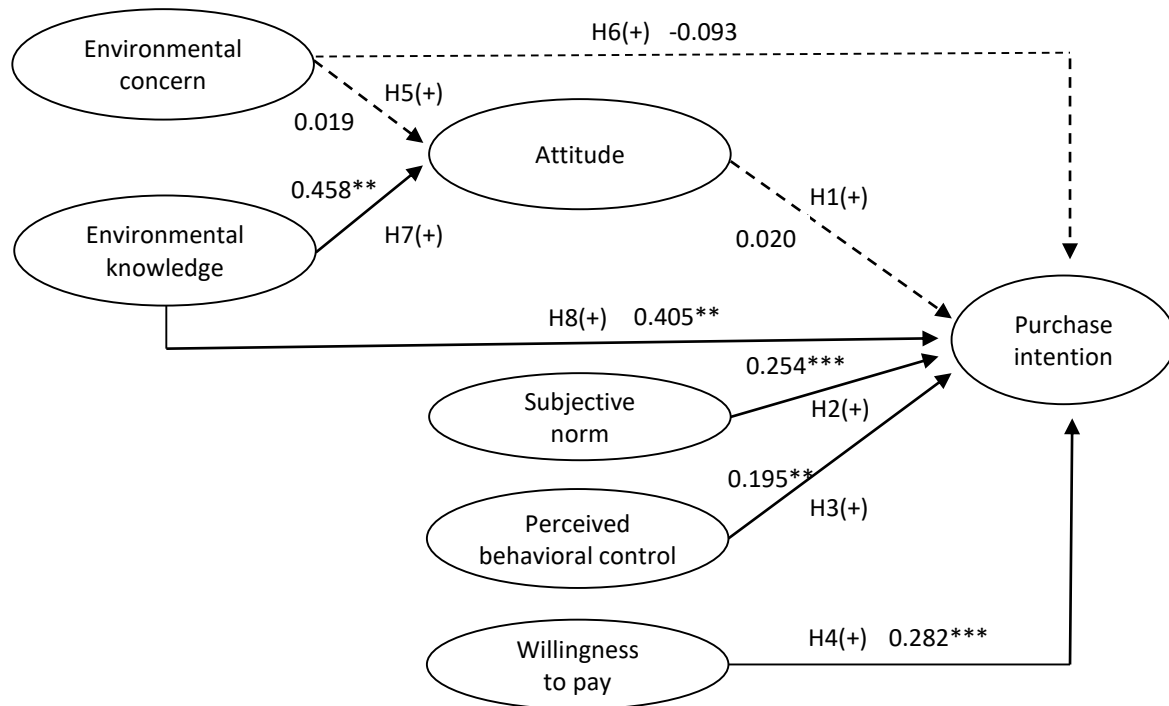 H6(+) -0.093
Environmental
concern
H5(+)
0.019
Attitude
0.458**
H1(+)
Environmental
knowledge
H7(+)
0.020
H8(+) 0.405**
Purchase
intention
0.254***
Subjective
norm
H2(+)
0.195**
H3(+)
Perceived
behavioral control
H4(+) 0.282***
Willingness
to pay